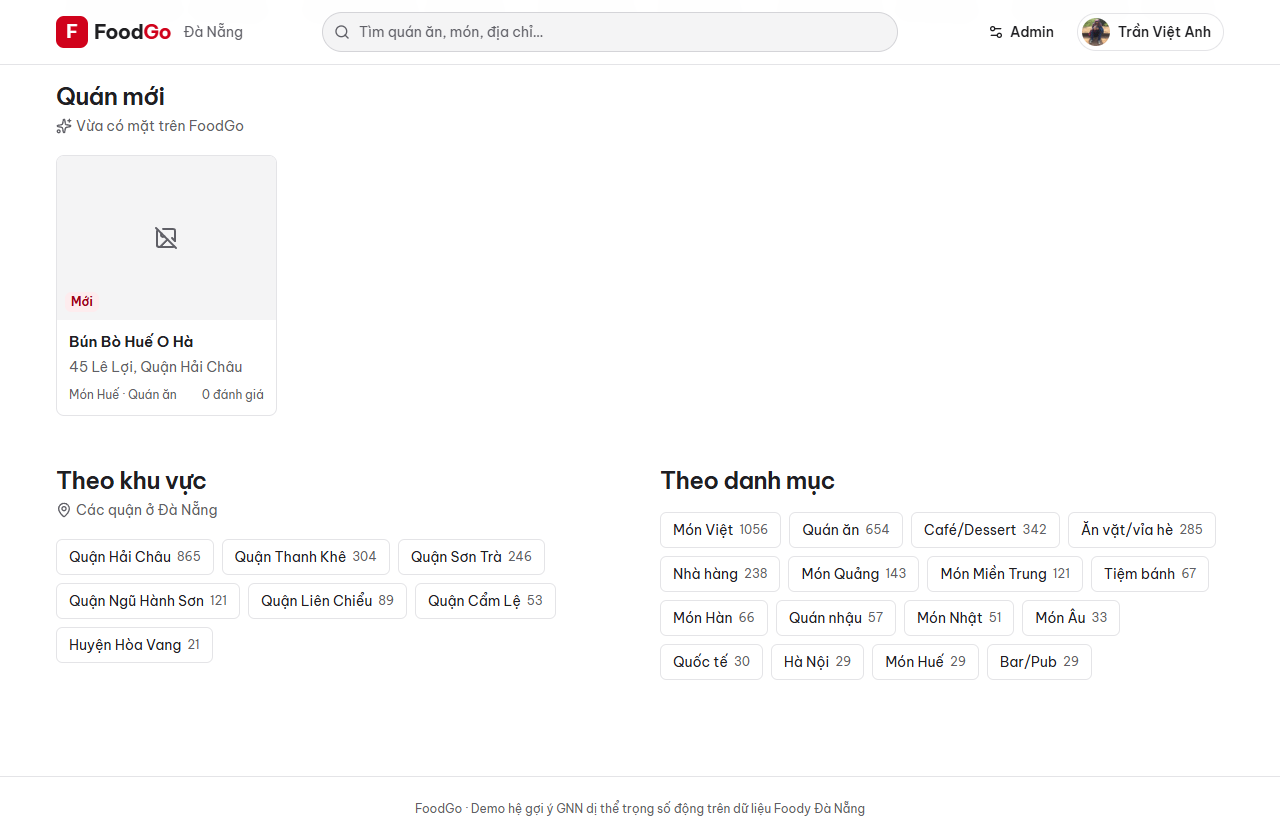 F FoodGo Đà Nẵng Tìm quán ăn, món, địa chỉ... Admin Trần Việt Anh
Quán mới
Vừa có mặt trên FoodGo
Mới
Bún Bò Huế O Hà
45 Lê Lợi, Quận Hải Châu
Món Huế · Quán ăn 0 đánh giá
Theo khu vực
Các quận ở Đà Nẵng
Quận Hải Châu 865 Quận Thanh Khê 304 Quận Sơn Trà 246
Quận Ngũ Hành Sơn 121 Quận Liên Chiểu 89 Quận Cẩm Lệ 53
Huyện Hòa Vang 21
Theo danh mục
Món Việt 1056 Quán ăn 654 Café/Dessert 342 Ăn vặt/vỉa hè 285
Nhà hàng 238 Món Quảng 143 Món Miền Trung 121 Tiệm bánh 67
Món Hàn 66 Quán nhậu 57 Món Nhật 51 Món Âu 33
Quốc tế 30 Hà Nội 29 Món Huế 29 Bar/Pub 29
FoodGo · Demo hệ gợi ý GNN dị thể trọng số động trên dữ liệu Foody Đà Nẵng